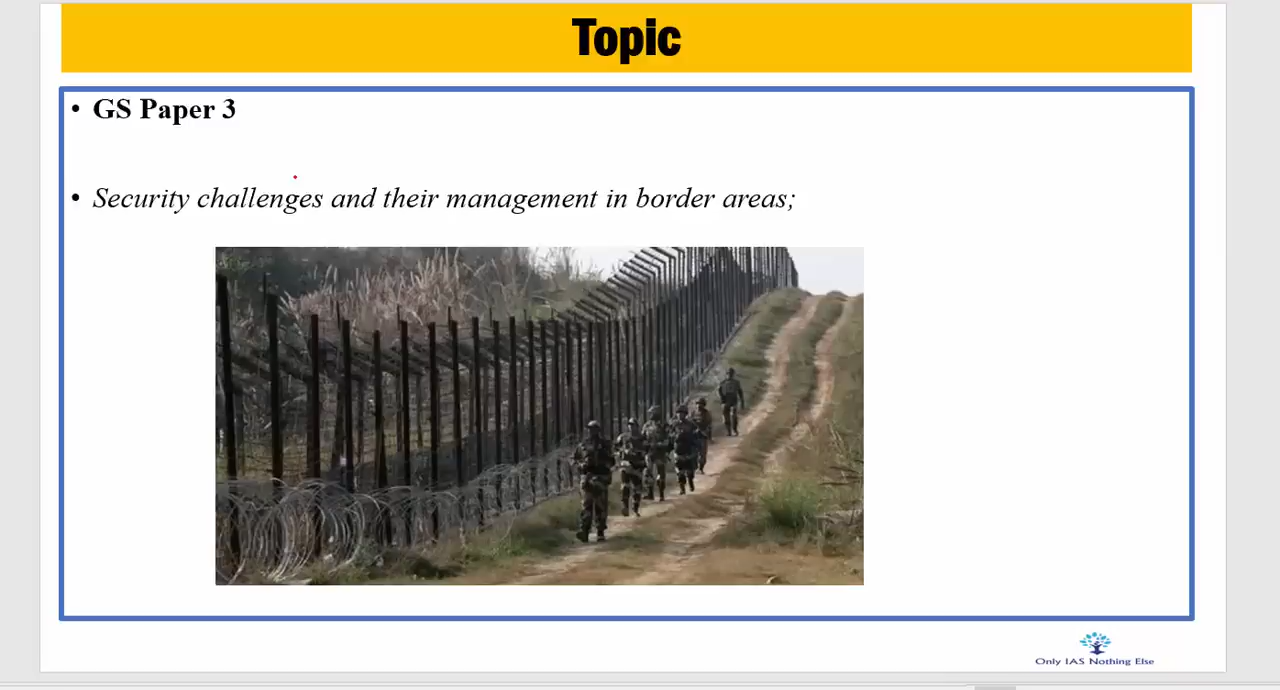 Topic
• GS Paper 3
• Security challenges and their management in border areas;
Only IAS Nothing Else